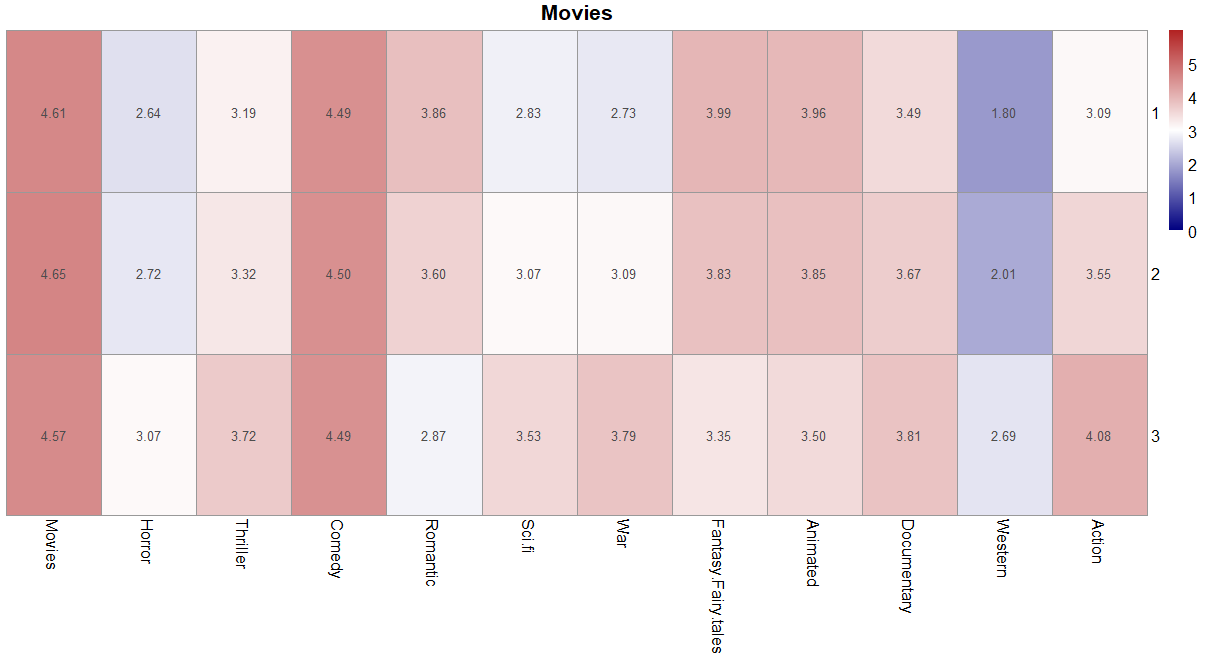 Movies
4.61 2.64 3.19 4.49 3.86 2.83 2.73 3.99 3.96 3.49 1.80 3.09 1
4.65 2.72 3.32 4.50 3.60 3.07 3.09 3.83 3.85 3.67 2.01 3.55 2
4.57 3.07 3.72 4.49 2.87 3.53 3.79 3.35 3.50 3.81 2.69 4.08 3
Movies
Horror
Thriller
Comedy
Romantic
Sci.fi
War
Fantasy.Fairy.tales
Animated
Documentary
Western
Action
5
4
3
2
1
0